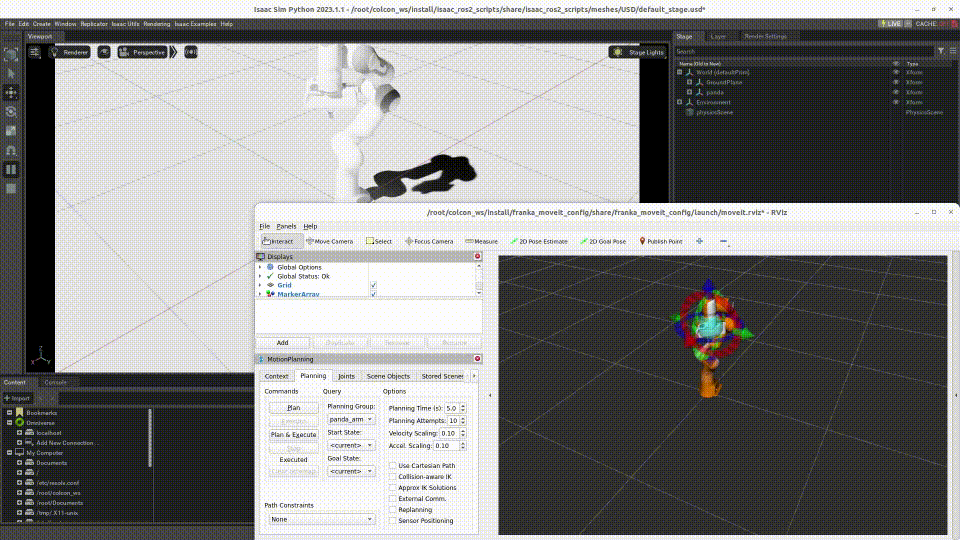 Isaac Sim Python 2023.1.1 - /root/colcon_ws/install/isaac_ros2_scripts/share/isaac_ros2_scripts/meshes/USD/default_stage.usd*
File Edit Create Window Replicator Isaac Utils Rendering Isaac Examples Help
LIVE CACHE:
Viewport
Stage Layer Render Settings
Renderer Perspective Stage Lights
Search
Name (Old to New) Type
World (defaultPrim) Xform
GroundPlane Xform
panda Xform
Environment Xform
physicsScene PhysicsScene
/root/colcon_ws/install/franka_moveit_config/share/franka_moveit_config/launch/moveit.rviz* - RViz
File Panels Help
Interact Move Camera Select Focus Camera Measure 2D Pose Estimate 2D Goal Pose Publish Point
Displays
Global Options
Global Status: Ok
Grid
MarkerArray
Add Duplicate Remove Rename
MotionPlanning
Context Planning Joints Scene Objects Stored Scenes
Commands Query Options
Plan
Planning Group:
Planning Time (s): 5.0
panda_arm
Planning Attempts: 10
Plan & Execute
Start State:
Velocity Scaling: 0.10
Stop
<current>
Accel. Scaling: 0.10
Executed
Goal State:
<current>
Use Cartesian Path
Collision-aware IK
Approx IK Solutions
External Comm.
Path Constraints
Replanning
None
Sensor Positioning
Content Console
Import
Bookmarks
Omniverse
localhost
Add New Connection...
My Computer
Documents
/
/etc/resolv.conf
/root/colcon_ws
/root/Documents
/tmp/.X11-unix